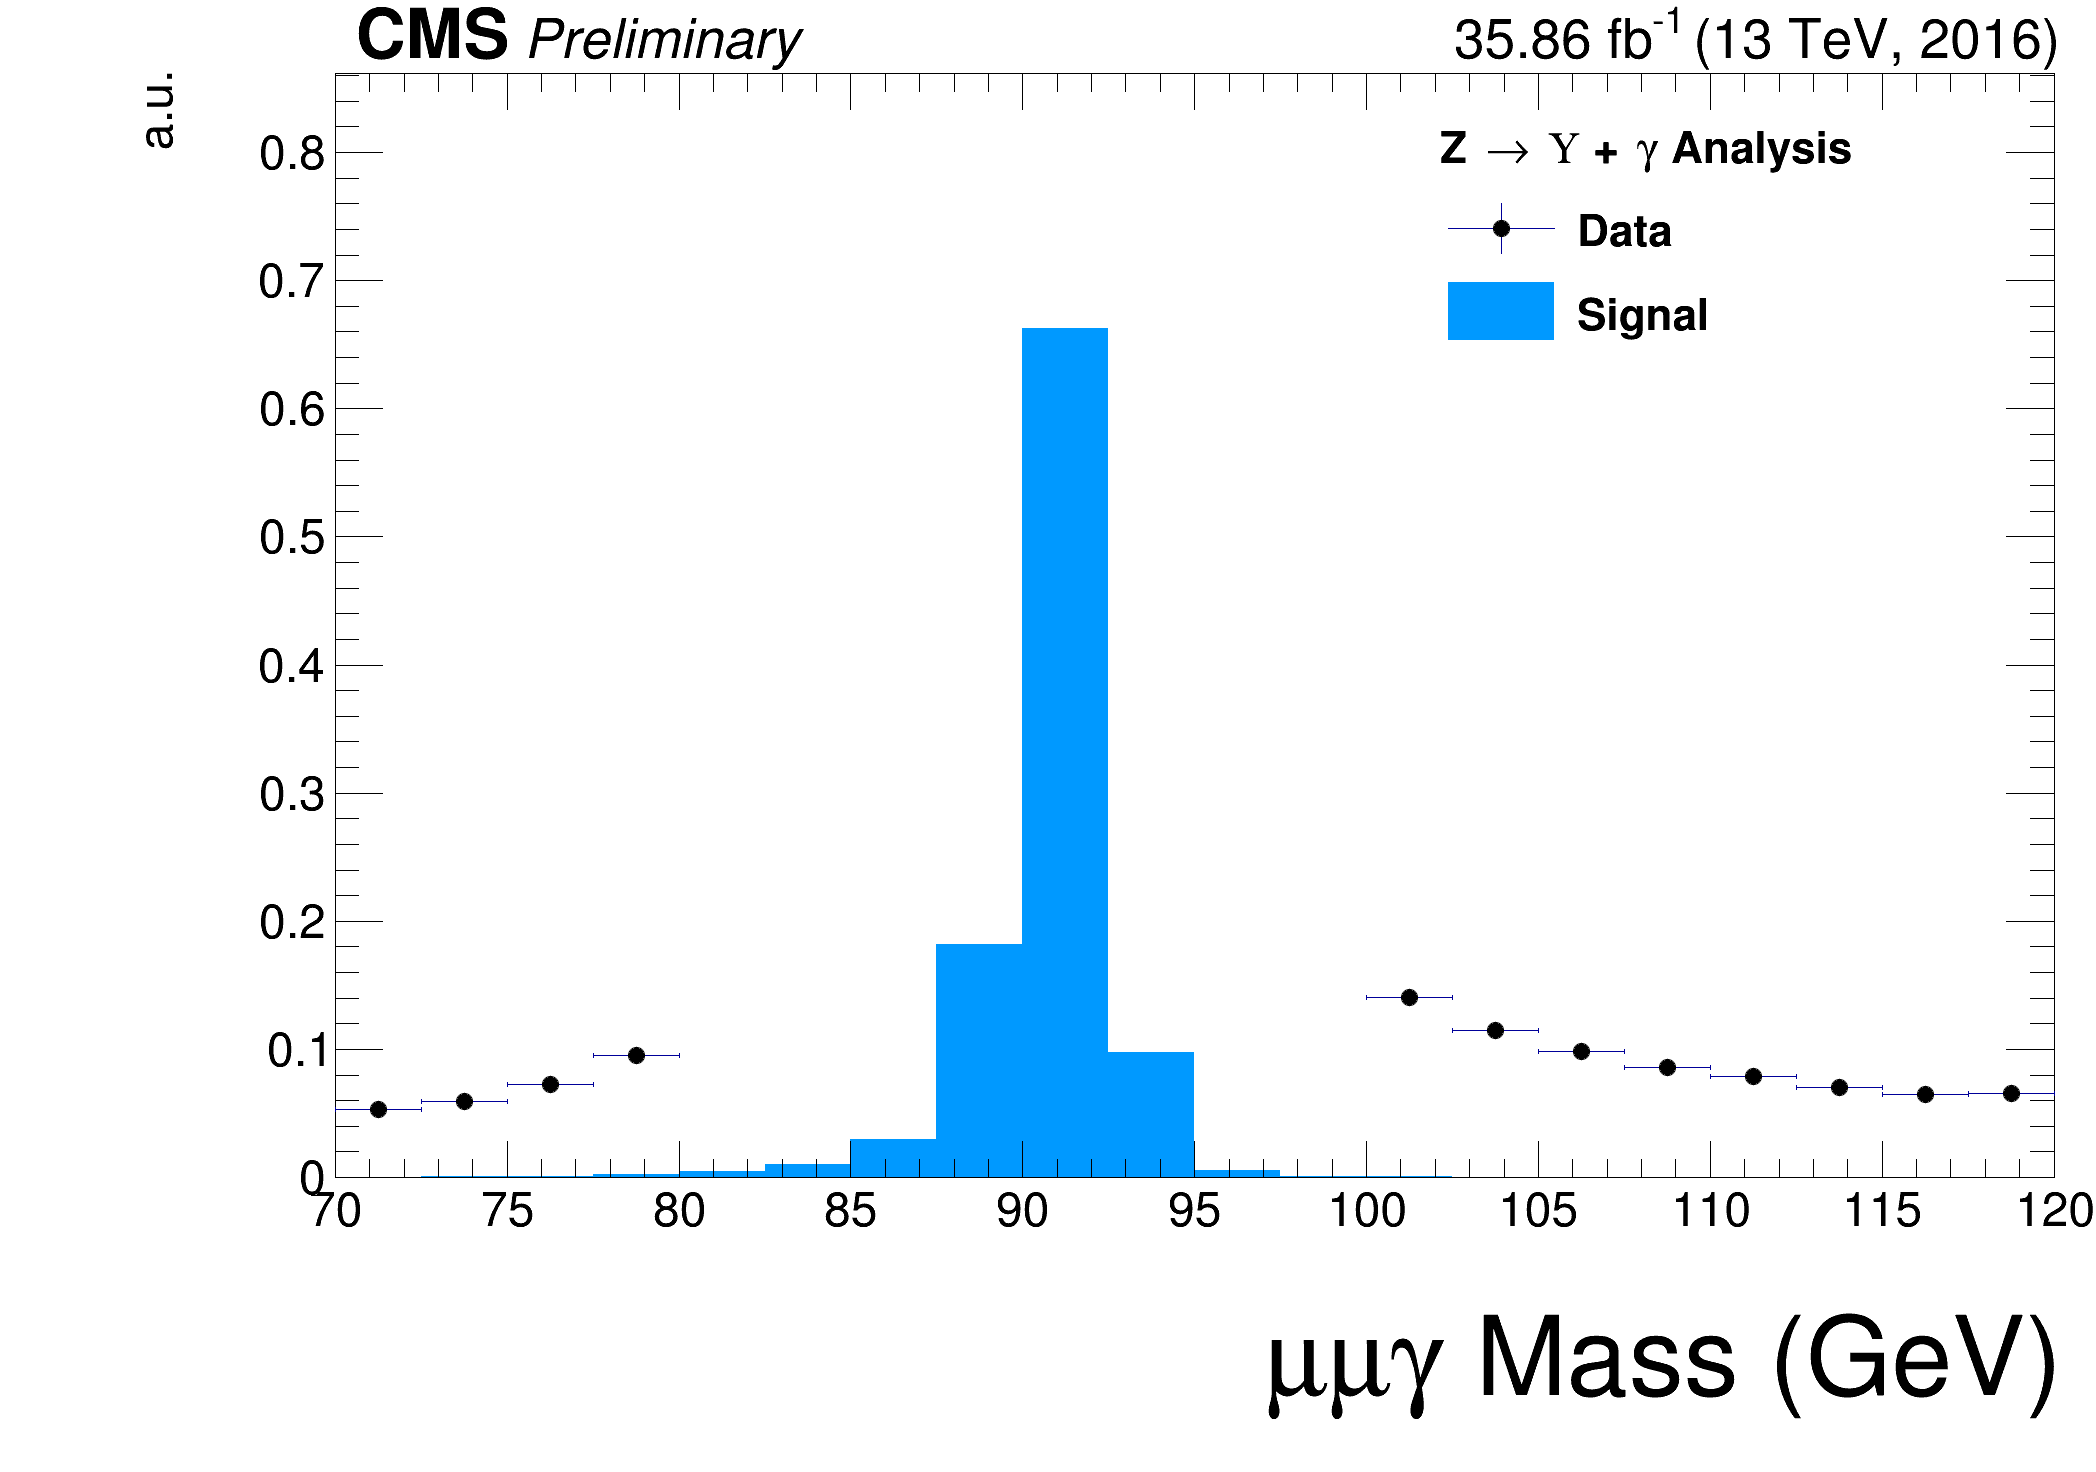 CMS Preliminary 35.86 fb⁻¹ (13 TeV, 2016)
a.u.
Z → ϒ + γ Analysis
Data
Signal
0.8
0.7
0.6
0.5
0.4
0.3
0.2
0.1
0
70 75 80 85 90 95 100 105 110 115 120
μμγ Mass (GeV)